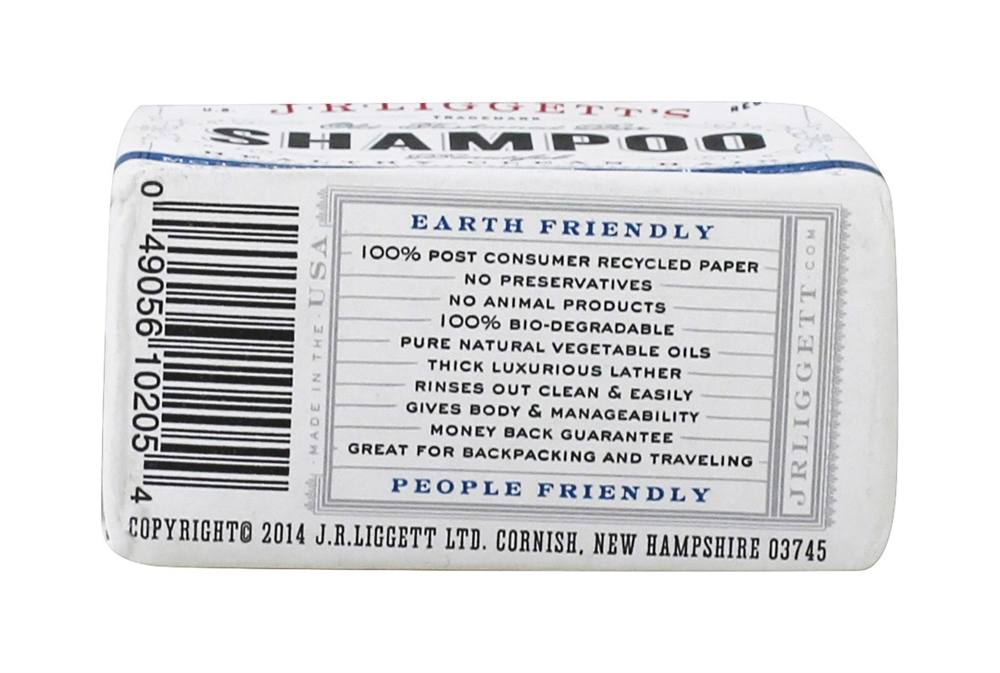 J·R·LIGGETT'S
TRADEMARK
SHAMPOO
EARTH FRIENDLY
100% POST CONSUMER RECYCLED PAPER
NO PRESERVATIVES
NO ANIMAL PRODUCTS
100% BIO-DEGRADABLE
PURE NATURAL VEGETABLE OILS
THICK LUXURIOUS LATHER
RINSES OUT CLEAN & EASILY
GIVES BODY & MANAGEABILITY
MONEY BACK GUARANTEE
GREAT FOR BACKPACKING AND TRAVELING
PEOPLE FRIENDLY
· MADE IN THE · USA
JRLIGGETT·COM
0 49056 10205 4
COPYRIGHT© 2014 J.R.LIGGETT LTD. CORNISH, NEW HAMPSHIRE 03745